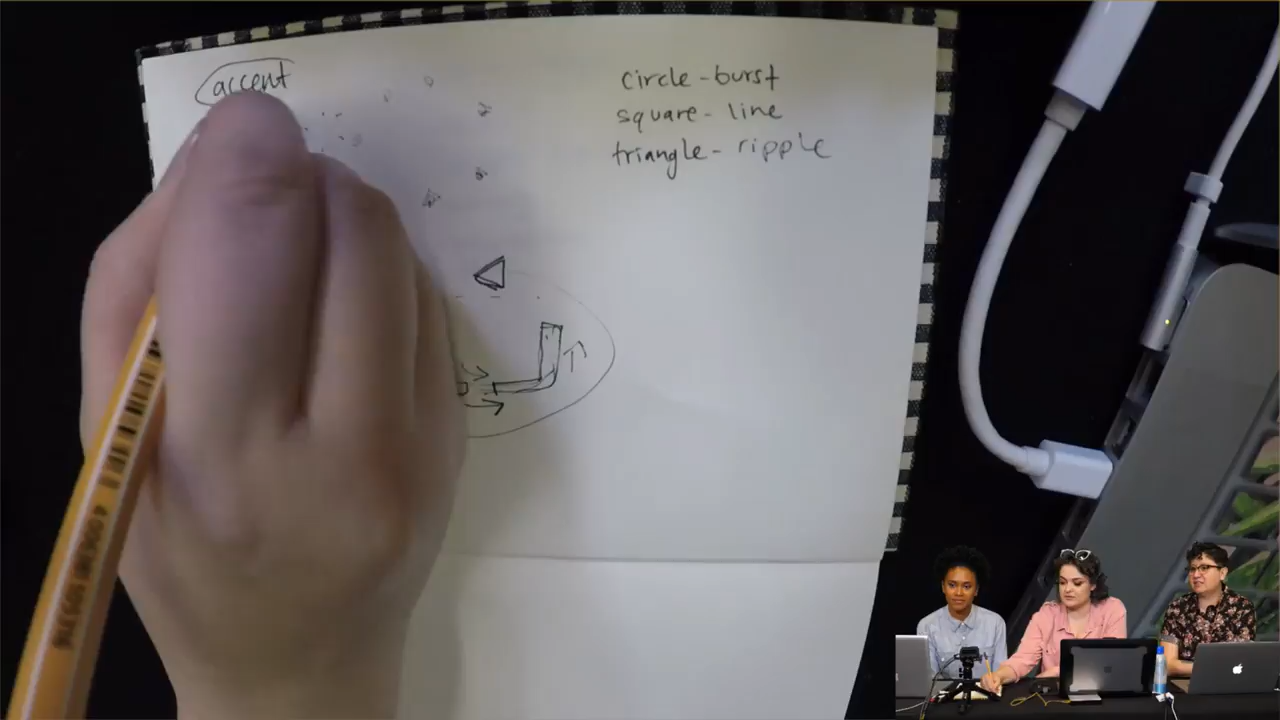 accent
circle-burst
square- line
triangle- ripple